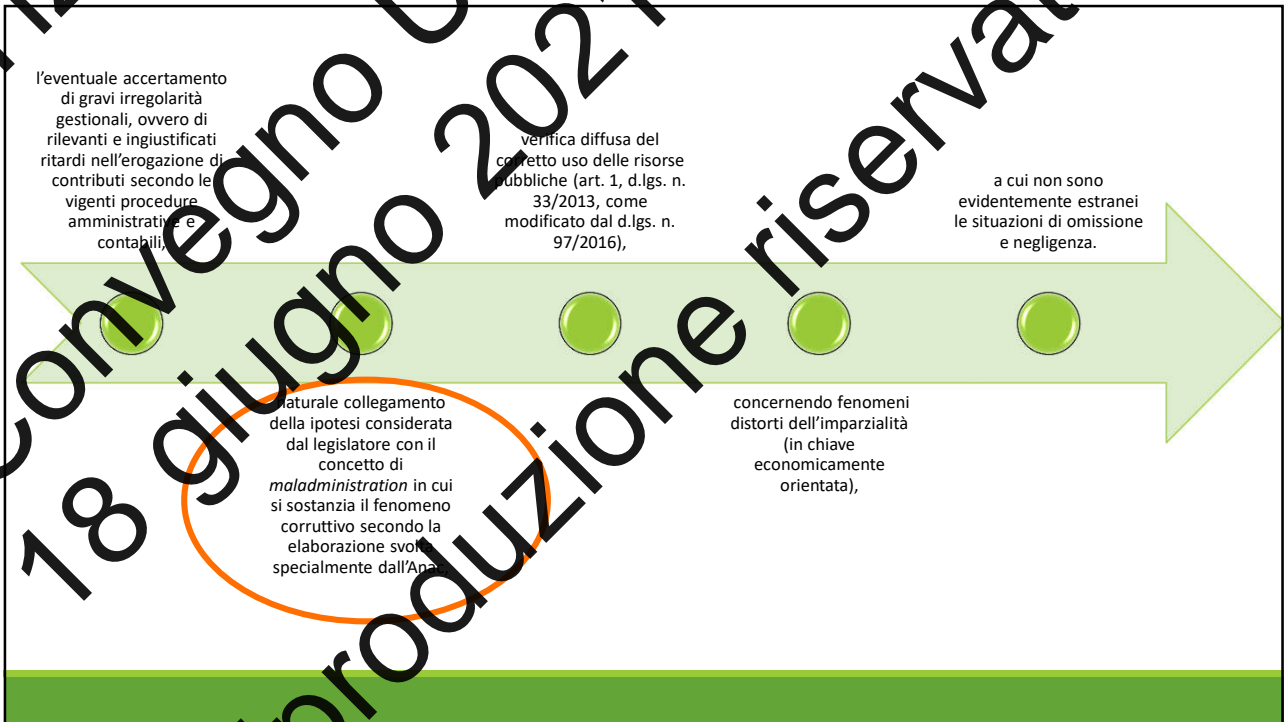 l'eventuale accertamento
di gravi irregolarità
gestionali, ovvero di
rilevanti e ingiustificati
ritardi nell'erogazione di
contributi secondo le
vigenti procedure
amministrative e
contabili,
naturale collegamento
della ipotesi considerata
dal legislatore con il
concetto di
maladministration in cui
si sostanzia il fenomeno
corruttivo secondo la
elaborazione svolta
specialmente dall'Anac,
verifica diffusa del
corretto uso delle risorse
pubbliche (art. 1, d.lgs. n.
33/2013, come
modificato dal d.lgs. n.
97/2016),
concernendo fenomeni
distorti dell'imparzialità
(in chiave
economicamente
orientata),
a cui non sono
evidentemente estranei
le situazioni di omissione
e negligenza.
Convegno
18 giugno 2021